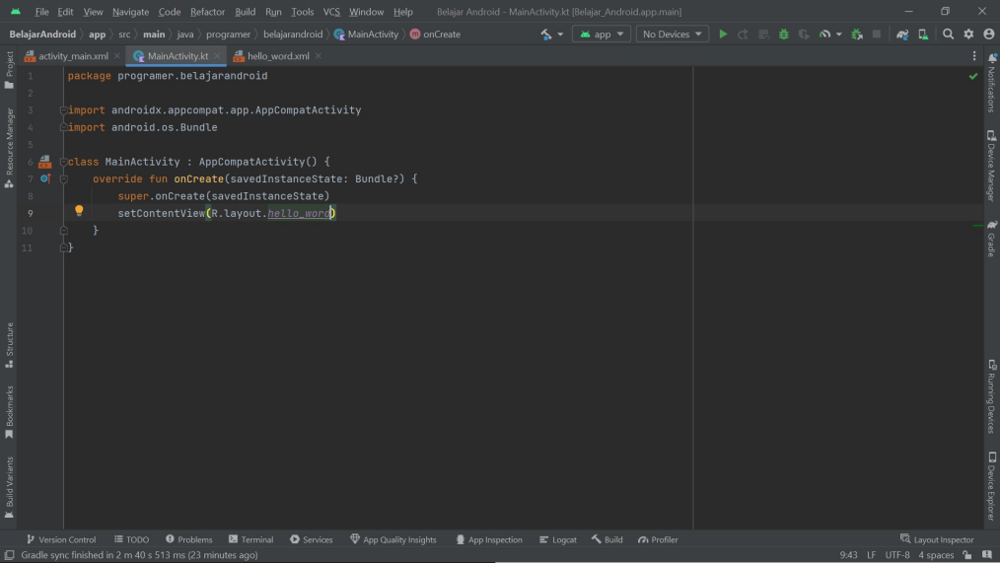 File Edit View Navigate Code Refactor Build Run Tools VCS Window Help Belajar Android - MainActivity.kt [Belajar_Android.app.main]
BelajarAndroid app src main java programer belajarandroid MainActivity onCreate app No Devices
activity_main.xml MainActivity.kt hello_word.xml
1 package programer.belajarandroid
2
3 import androidx.appcompat.app.AppCompatActivity
4 import android.os.Bundle
5
6 class MainActivity : AppCompatActivity() {
7 override fun onCreate(savedInstanceState: Bundle?) {
8 super.onCreate(savedInstanceState)
9 setContentView(R.layout.hello_word)
10 }
11 }
Project
Resource Manager
Structure
Bookmarks
Build Variants
Notifications
Device Manager
Gradle
Running Devices
Device Explorer
Version Control TODO Problems Terminal Services App Quality Insights App Inspection Logcat Build Profiler Layout Inspector
Gradle sync finished in 2 m 40 s 513 ms (23 minutes ago) 9:43 LF UTF-8 4 spaces